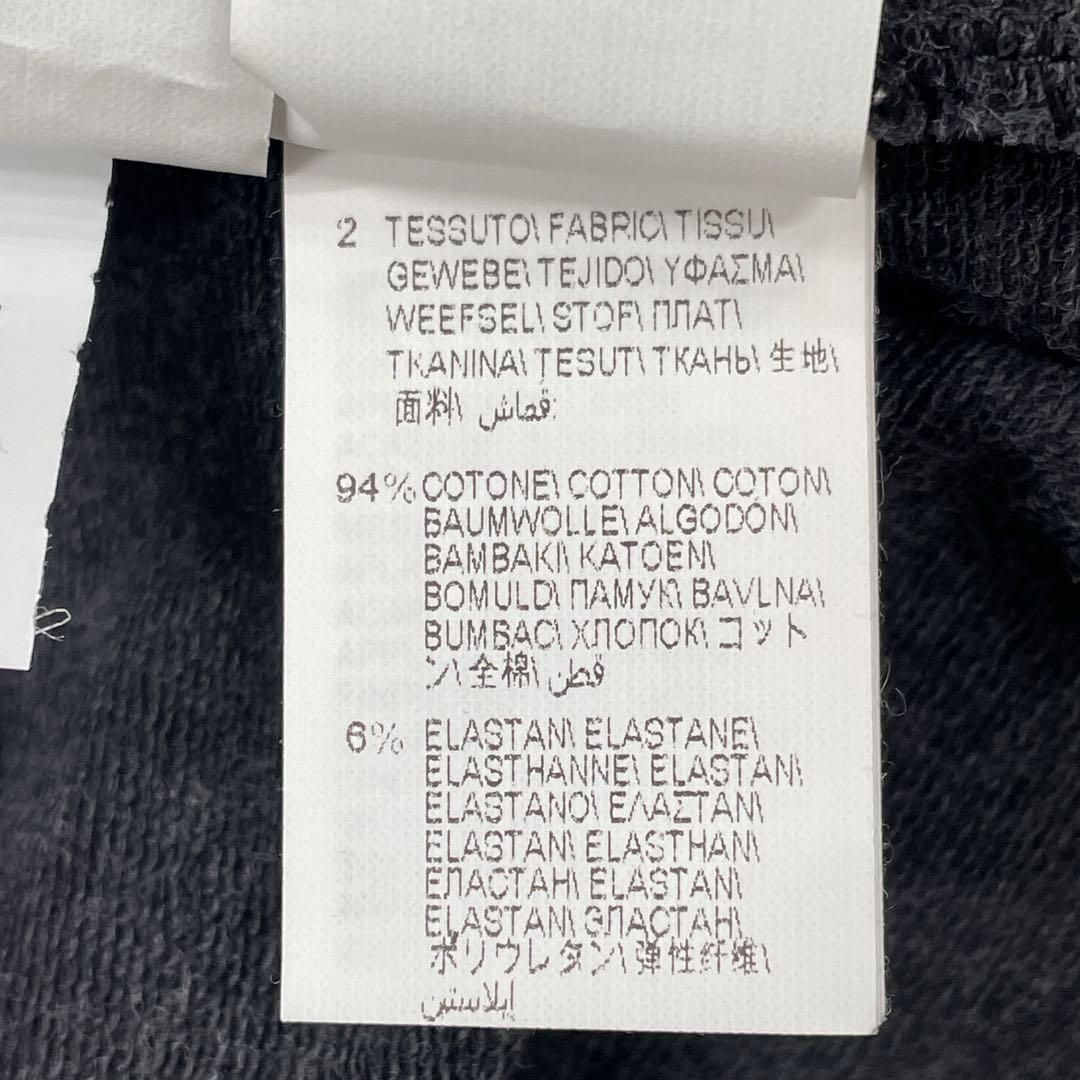 2 TESSUTO\ FABRIC\ TISSU\
GEWEBE\ TEJIDO\ ΥΦΑΣΜΑ\
WEEFSEL\ STOF\ ПЛАТ\
TKANINA\ ȚESUT\ ТКАНЬ\ 生地\
面料\ قماش
94% COTONE\ COTTON\ COTON\
BAUMWOLLE\ ALGODÓN\
ΒΑΜΒΑΚΙ\ KATOEN\
BOMULD\ ПАМУК\ BAVLNA\
BUMBAC\ ХЛОПОК\ コット
ン\ 全棉\ قطن
6% ELASTAN\ ELASTANE\
ELASTHANNE\ ELASTAN\
ELASTANO\ ΕΛΑΣΤΑΝ\
ELASTAN\ ELASTHAN\
ЕЛАСТАН\ ELASTAN\
ELASTAN\ ЭЛАСТАН\
ポリウレタン\ 弹性纤维\
إيلاستين